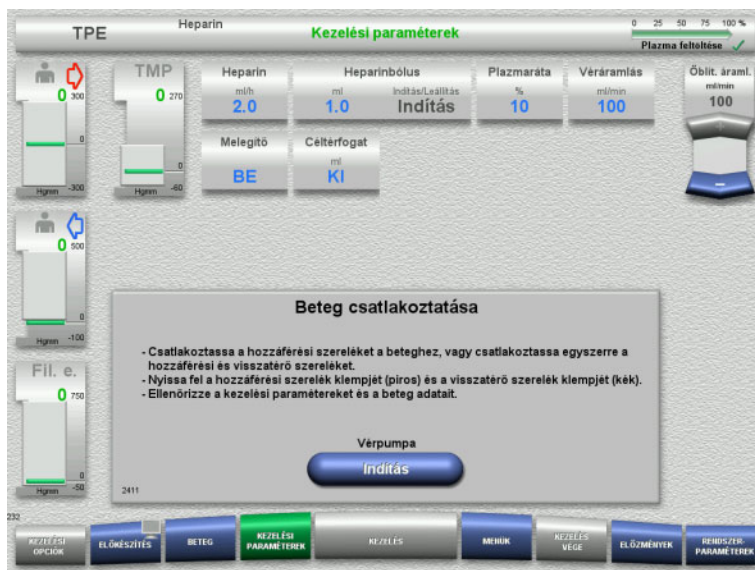 TPE
Heparin
Kezelési paraméterek
0 25 50 75 100 %
Plazma feltöltése
0 300
0
-300
Hgmm
TMP
0 270
0
-60
Hgmm
Heparin
ml/h
2.0
Heparinbólus
ml Indítás/Leállítás
1.0 Indítás
Plazmaráta
%
10
Véráramlás
ml/min
100
Öblít. áraml.
ml/min
100
+
-
Melegítő
BE
Céltérfogat
ml
KI
0 500
0
-100
Hgmm
Fil. e.
0 750
0
-50
Hgmm
Beteg csatlakoztatása
- Csatlakoztassa a hozzáférési szereléket a beteghez, vagy csatlakoztassa egyszerre a
hozzáférési és visszatérő szereléket.
- Nyissa fel a hozzáférési szerelék klempjét (piros) és a visszatérő szerelék klempjét (kék).
- Ellenőrizze a kezelési paramétereket és a beteg adatait.
Vérpumpa
Indítás
2411
233
KEZELÉSI
OPCIÓK
ELŐKÉSZÍTÉS
BETEG
KEZELÉSI
PARAMÉTEREK
KEZELÉS
MENÜK
KEZELÉS
VÉGE
ELŐZMÉNYEK
RENDSZER-
PARAMÉTEREK